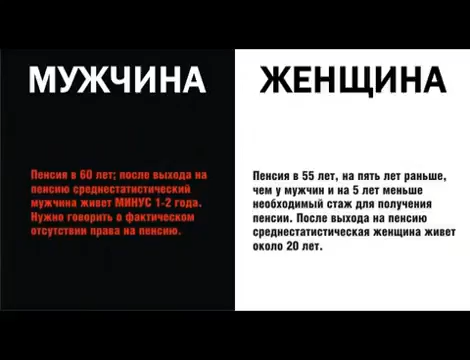 МУЖЧИНА
Пенсия в 60 лет; после выхода на
пенсию среднестатистический
мужчина живет МИНУС 1-2 года.
Нужно говорить о фактическом
отсутствии права на пенсию.
ЖЕНЩИНА
Пенсия в 55 лет, на пять лет раньше,
чем у мужчин и на 5 лет меньше
необходимый стаж для получения
пенсии. После выхода на пенсию
среднестатистическая женщина живет
около 20 лет.